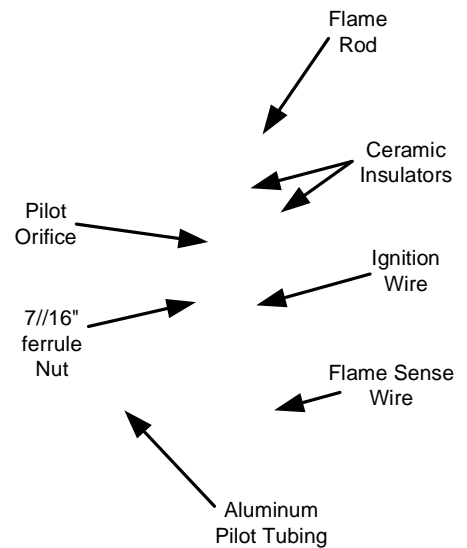 Flame
Rod
Ceramic
Insulators
Pilot
Orifice
Ignition
Wire
7//16"
ferrule
Nut
Flame Sense
Wire
Aluminum
Pilot Tubing